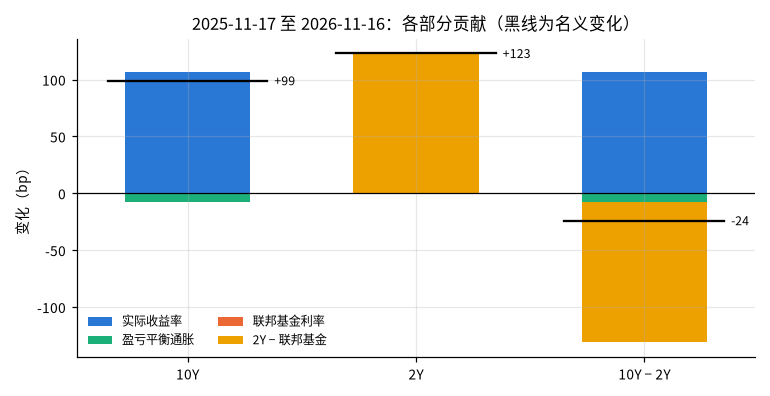 2025-11-17 至 2026-11-16：各部分贡献（黑线为名义变化）
变化（bp）
100
50
0
-50
-100
+99
+123
-24
实际收益率
盈亏平衡通胀
联邦基金利率
2Y − 联邦基金
10Y
2Y
10Y − 2Y